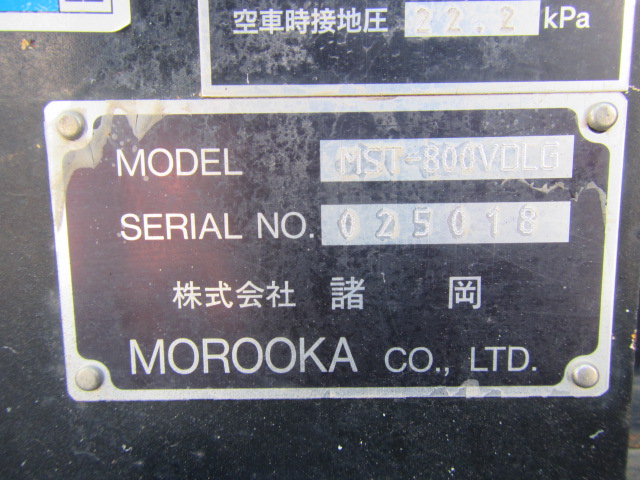 空車時接地圧 22.2 kPa
MODEL MST-800VDLG
SERIAL NO. 025018
株式会社 諸 岡
MOROOKA CO., LTD.